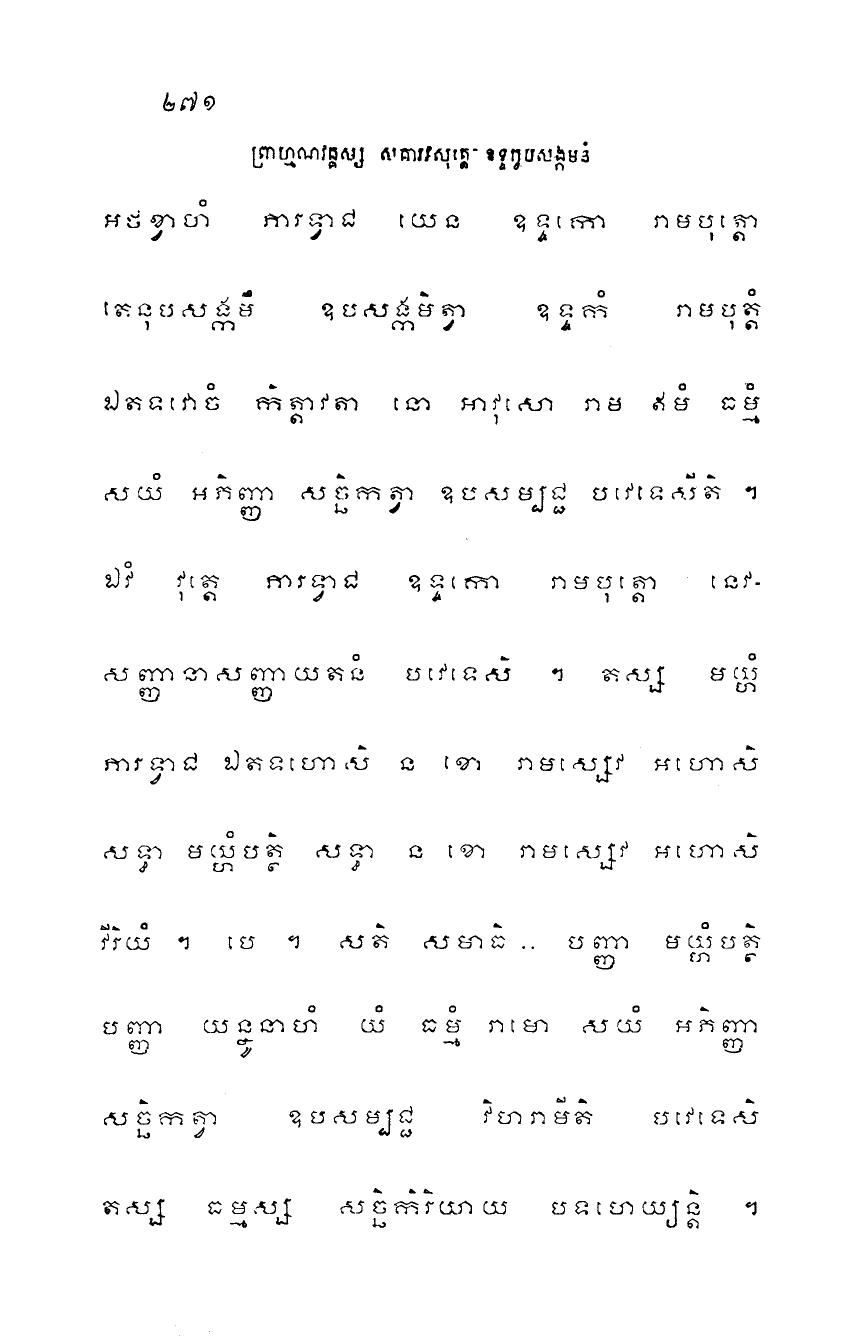 ២៧១
ព្រាហ្មណវគ្គស្ស សគារវសុត្តេ ឧទ្ទកូបសង្កមនំ
អថខ្វាហំ ភារទ្វាជ យេន ឧទ្ទកោ រាមបុត្តោ
តេនុបសង្កមឹ ឧបសង្កមិត្វា ឧទ្ទកំ រាមបុត្តំ
ឯតទវោចំ កិត្តាវតា នោ អាវុសោ រាម ឥមំ ធម្មំ
សយំ អភិញ្ញា សច្ឆិកត្វា ឧបសម្បជ្ជ បវេទេសីតិ ។
ឯវំ វុត្តេ ភារទ្វាជ ឧទ្ទកោ រាមបុត្តោ នេវ-
សញ្ញានាសញ្ញាយតនំ បវេទេសិ ។ តស្ស មយ្ហំ
ភារទ្វាជ ឯតទហោសិ ន ខោ រាមស្សេវ អហោសិ
សទ្ធា មយ្ហំបត្ថិ សទ្ធា ន ខោ រាមស្សេវ អហោសិ
វីរិយំ ។ បេ ។ សតិ សមាធិ .. បញ្ញា មយ្ហំបត្ថិ
បញ្ញា យន្នូនាហំ យំ ធម្មំ រាមោ សយំ អភិញ្ញា
សច្ឆិកត្វា ឧបសម្បជ្ជ វិហរាមីតិ បវេទេសិ
តស្ស ធម្មស្ស សច្ឆិកិរិយាយ បទហេយ្យន្តិ ។